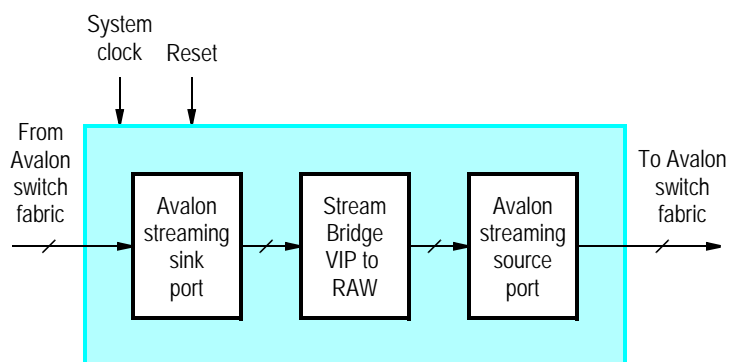 System
clock
Reset
From
Avalon
switch
fabric
Avalon
streaming
sink
port
Stream
Bridge
VIP to
RAW
Avalon
streaming
source
port
To Avalon
switch
fabric